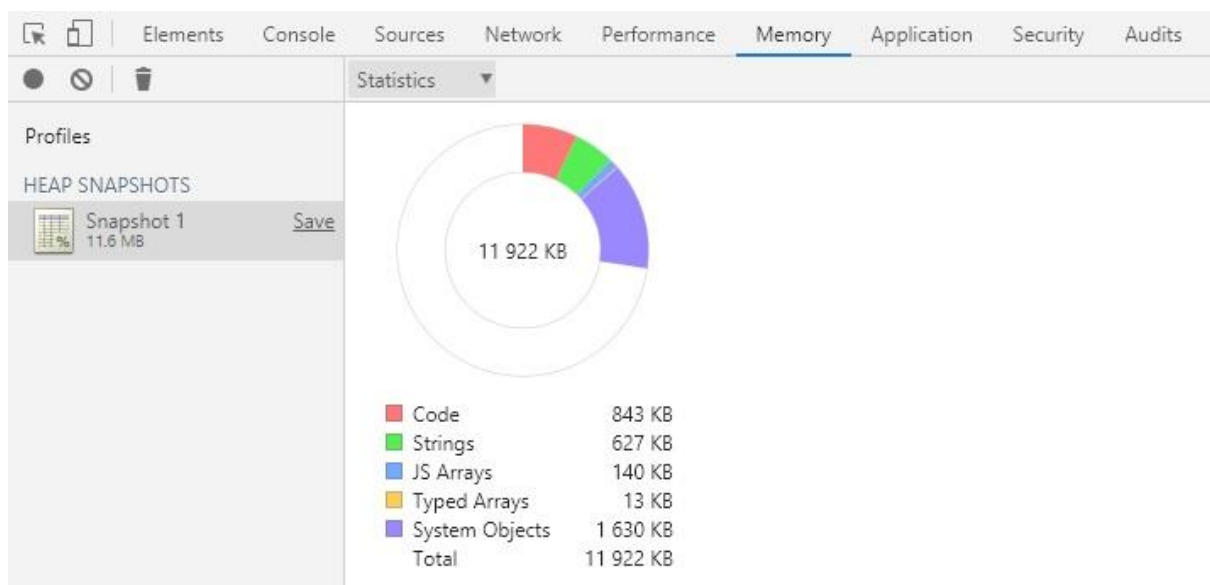 Elements Console Sources Network Performance Memory Application Security Audits
Statistics
Profiles
HEAP SNAPSHOTS
Snapshot 1 Save
11.6 MB
%
11 922 KB
Code 843 KB
Strings 627 KB
JS Arrays 140 KB
Typed Arrays 13 KB
System Objects 1 630 KB
Total 11 922 KB